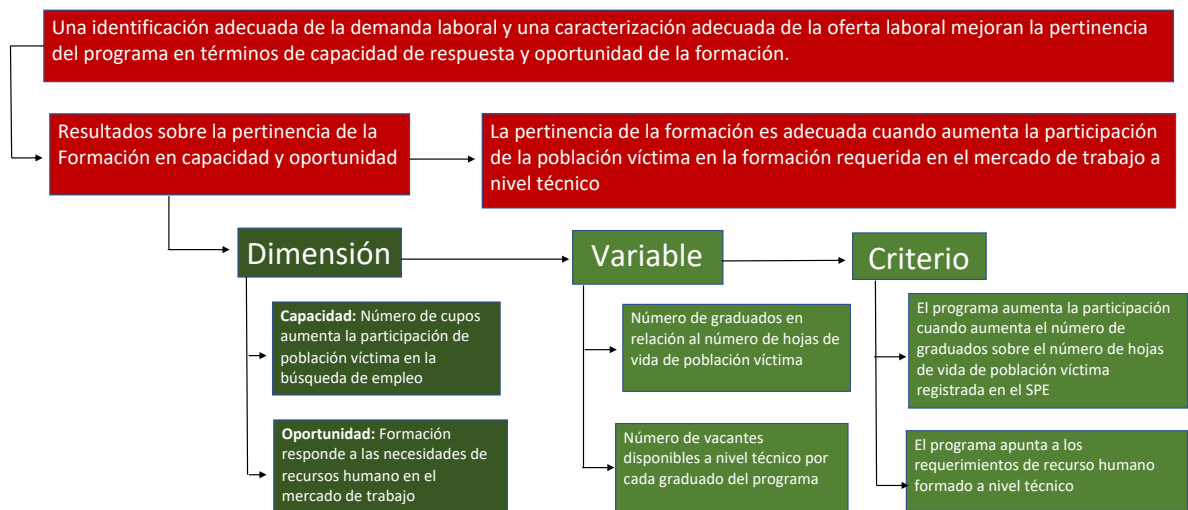 Una identificación adecuada de la demanda laboral y una caracterización adecuada de la oferta laboral mejoran la pertinencia
del programa en términos de capacidad de respuesta y oportunidad de la formación.
Resultados sobre la pertinencia de la
Formación en capacidad y oportunidad
La pertinencia de la formación es adecuada cuando aumenta la participación
de la población víctima en la formación requerida en el mercado de trabajo a
nivel técnico
Dimensión
Variable
Criterio
Capacidad: Número de cupos
aumenta la participación de
población víctima en la
búsqueda de empleo
Número de graduados en
relación al número de hojas de
vida de población víctima
El programa aumenta la participación
cuando aumenta el número de
graduados sobre el número de hojas
de vida de población víctima
registrada en el SPE
Oportunidad: Formación
responde a las necesidades de
recursos humano en el
mercado de trabajo
Número de vacantes
disponibles a nivel técnico por
cada graduado del programa
El programa apunta a los
requerimientos de recurso humano
formado a nivel técnico